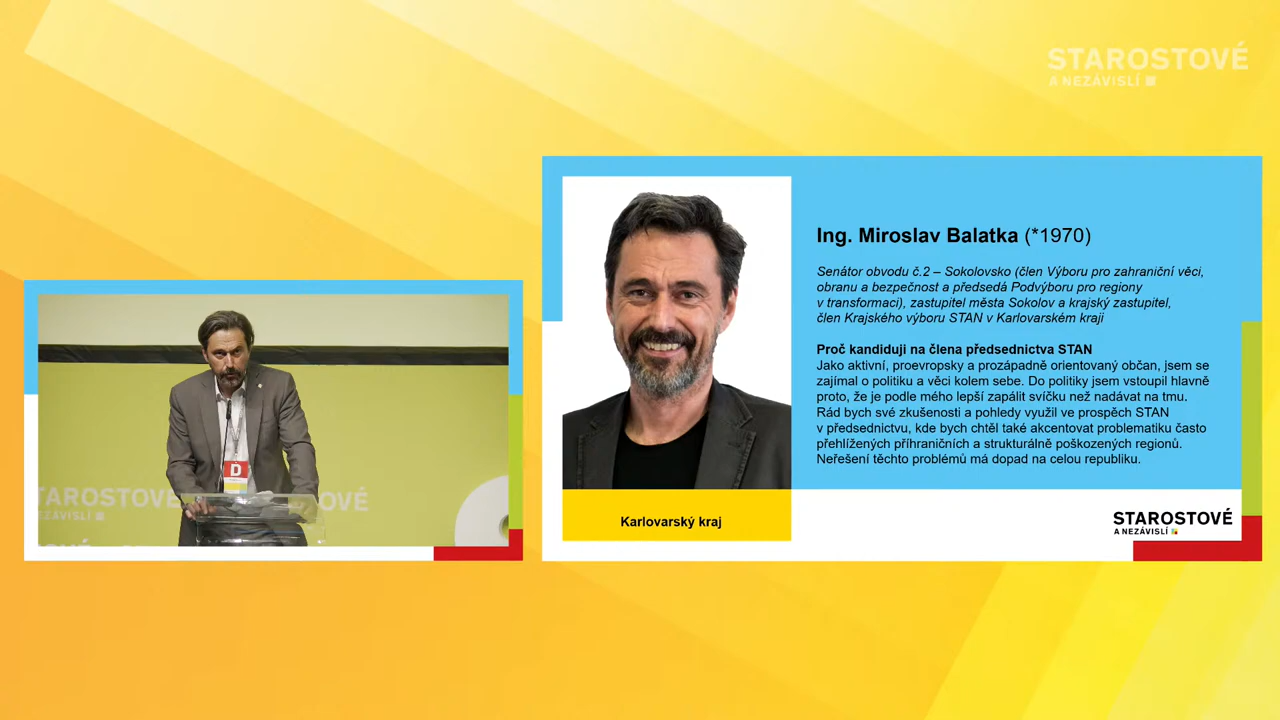 STAROSTOVÉ
A NEZÁVISLÍ
Ing. Miroslav Balatka (*1970)
Senátor obvodu č.2 – Sokolovsko (člen Výboru pro zahraniční věci,
obranu a bezpečnost a předsedá Podvýboru pro regiony
v transformaci), zastupitel města Sokolov a krajský zastupitel,
člen Krajského výboru STAN v Karlovarském kraji
Proč kandiduji na člena předsednictva STAN
Jako aktivní, proevropsky a prozápadně orientovaný občan, jsem se
zajímal o politiku a věci kolem sebe. Do politiky jsem vstoupil hlavně
proto, že je podle mého lepší zapálit svíčku než nadávat na tmu.
Rád bych své zkušenosti a pohledy využil ve prospěch STAN
v předsednictvu, kde bych chtěl také akcentovat problematiku často
přehlížených příhraničních a strukturálně poškozených regionů.
Neřešení těchto problémů má dopad na celou republiku.
Karlovarský kraj
STAROSTOVÉ
A NEZÁVISLÍ
D
TAROSTOVÉ
NEZÁVISLÍ
OVÉ